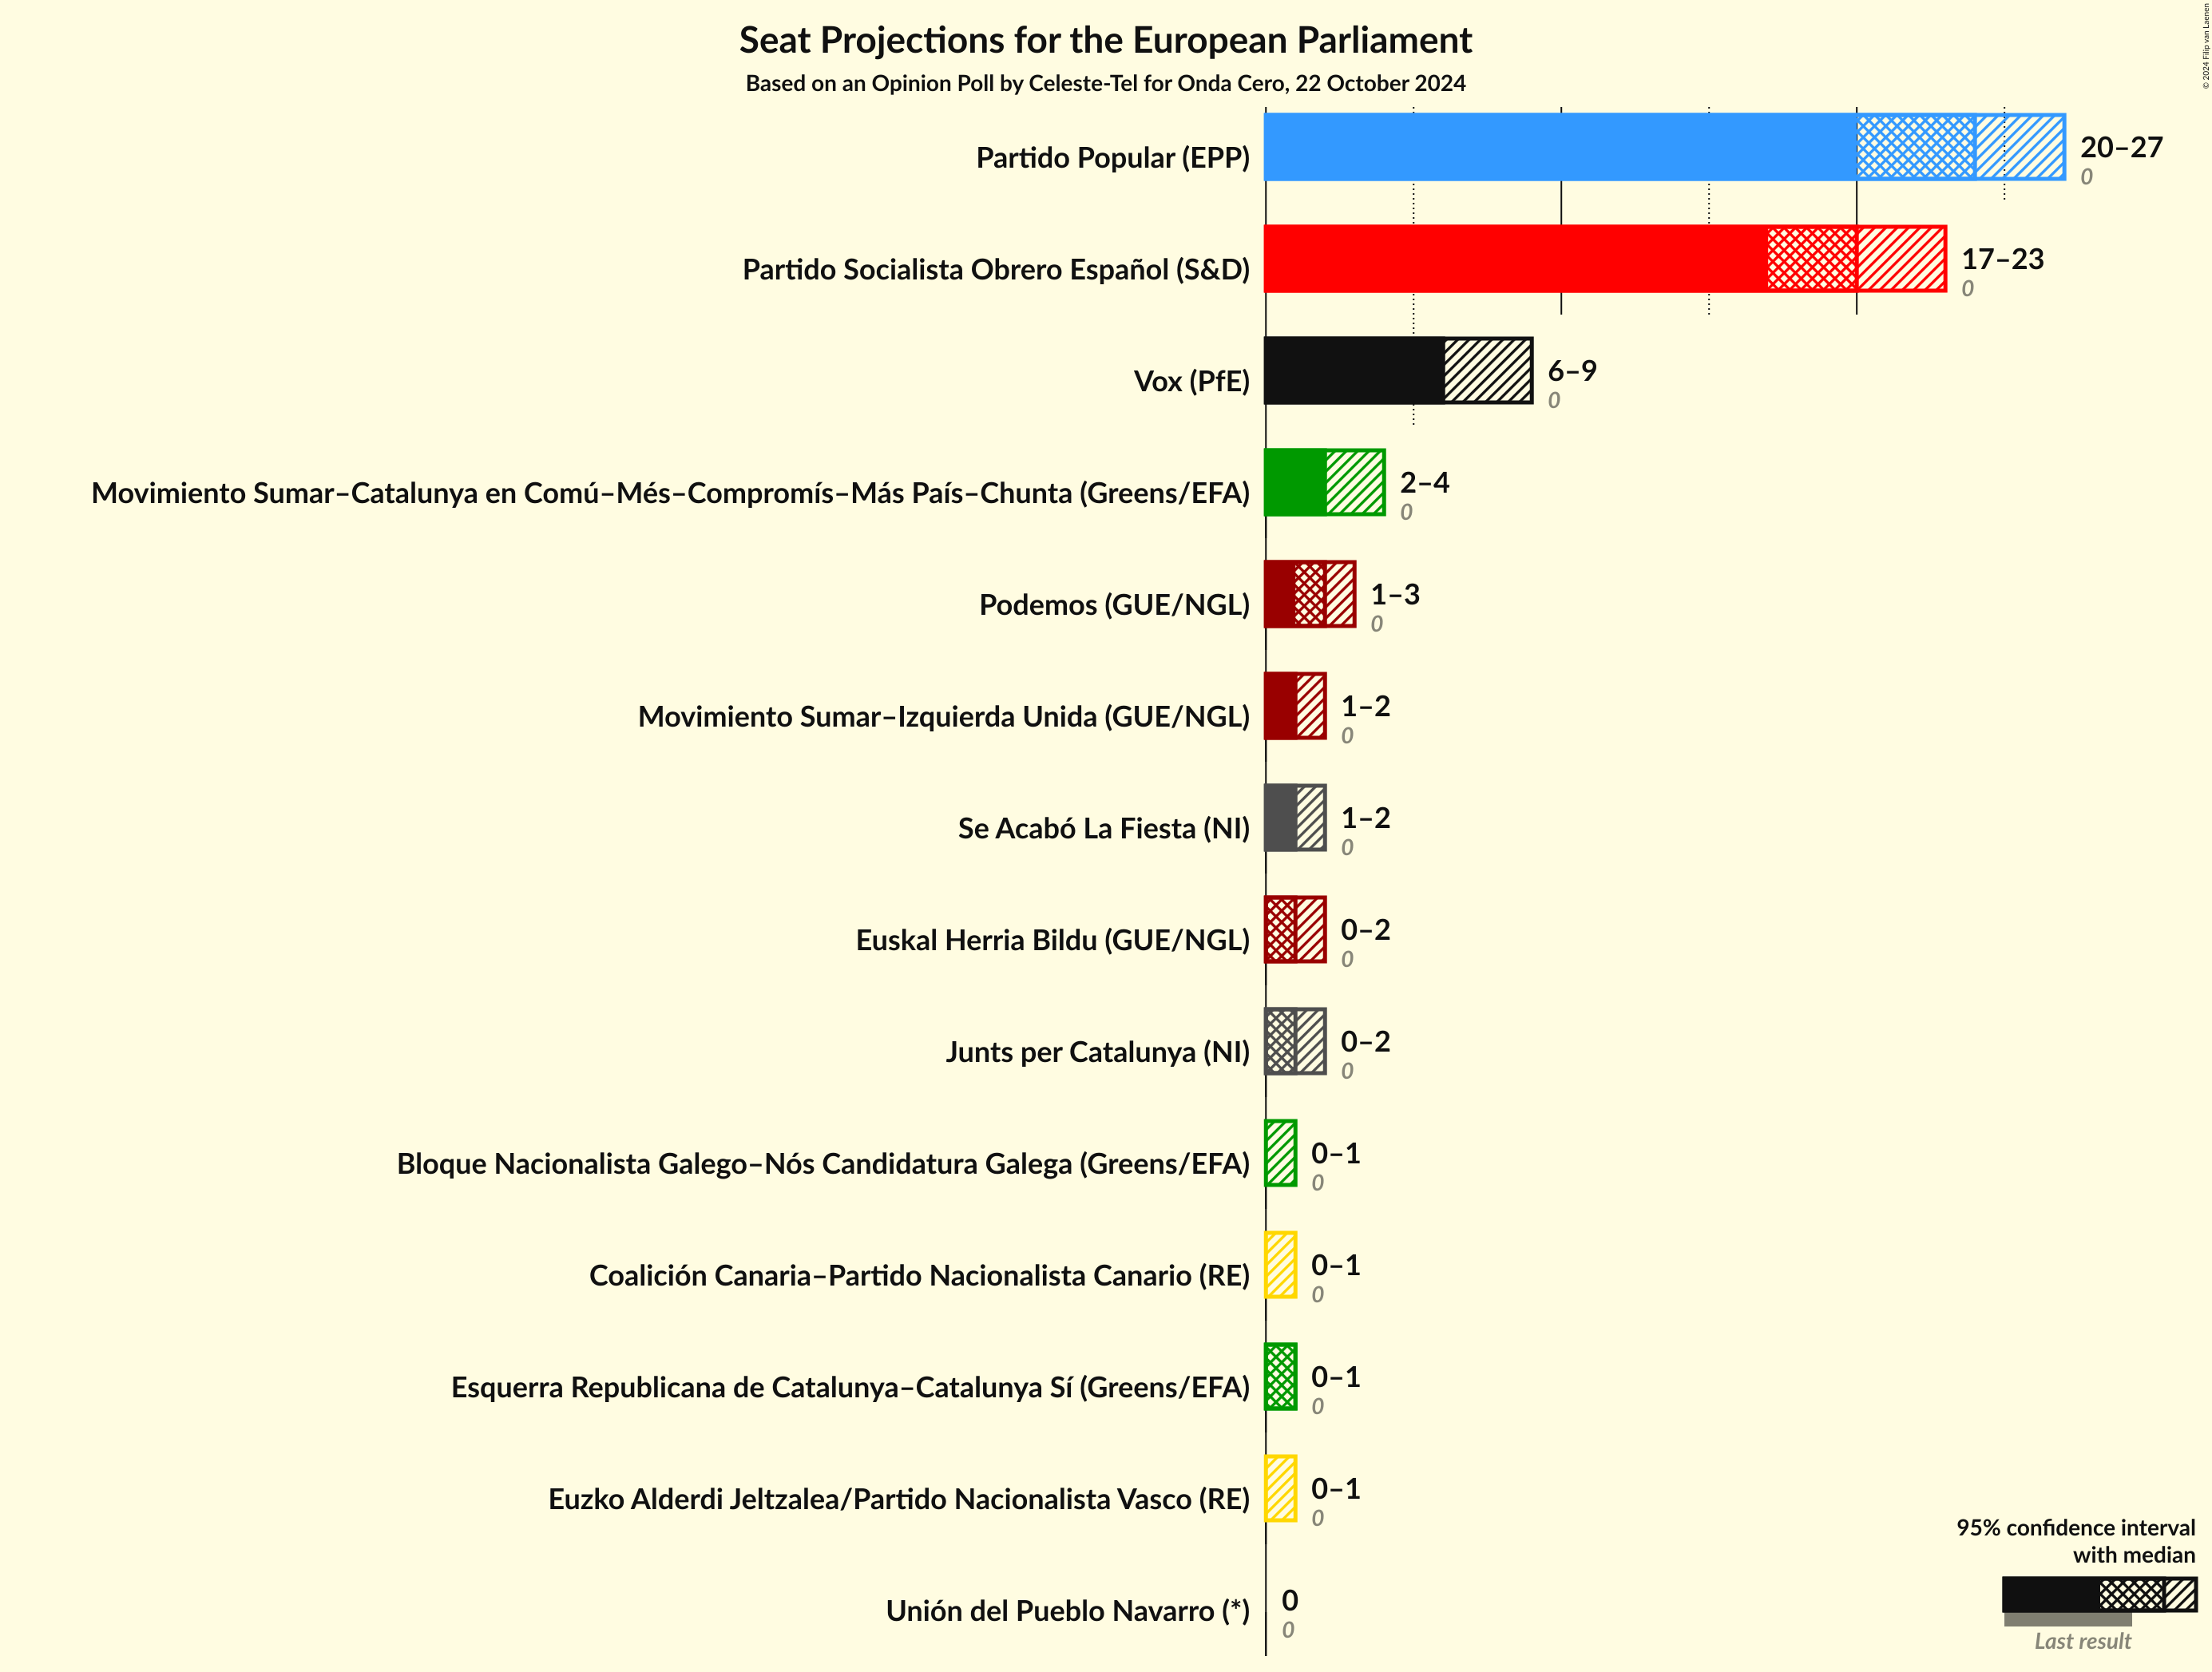 Seat Projections for the European Parliament
Based on an Opinion Poll by Celeste-Tel for Onda Cero, 22 October 2024
© 2024 Filip van Laenen
Partido Popular (EPP)
20–27
0
Partido Socialista Obrero Español (S&D)
17–23
0
Vox (PfE)
6–9
0
Movimiento Sumar–Catalunya en Comú–Més–Compromís–Más País–Chunta (Greens/EFA)
2–4
0
Podemos (GUE/NGL)
1–3
0
Movimiento Sumar–Izquierda Unida (GUE/NGL)
1–2
0
Se Acabó La Fiesta (NI)
1–2
0
Euskal Herria Bildu (GUE/NGL)
0–2
0
Junts per Catalunya (NI)
0–2
0
Bloque Nacionalista Galego–Nós Candidatura Galega (Greens/EFA)
0–1
0
Coalición Canaria–Partido Nacionalista Canario (RE)
0–1
0
Esquerra Republicana de Catalunya–Catalunya Sí (Greens/EFA)
0–1
0
Euzko Alderdi Jeltzalea/Partido Nacionalista Vasco (RE)
0–1
0
Unión del Pueblo Navarro (*)
0
0
95% confidence interval
with median
Last result